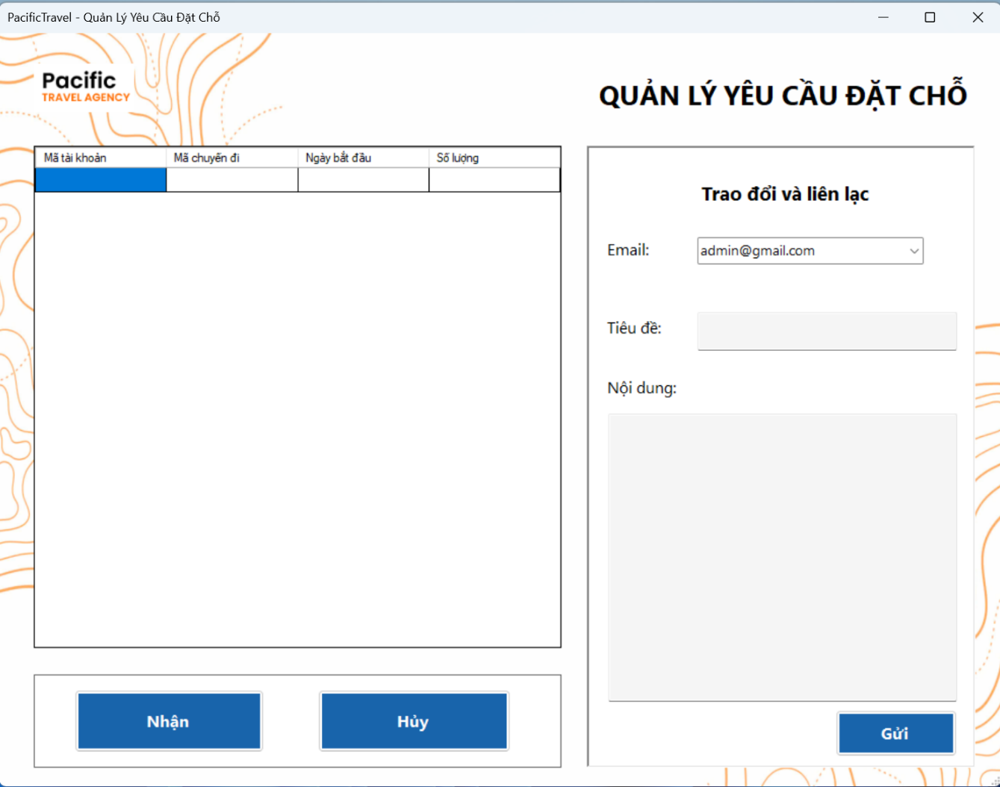 PacificTravel - Quản Lý Yêu Cầu Đặt Chỗ
Pacific
TRAVEL AGENCY
QUẢN LÝ YÊU CẦU ĐẶT CHỖ
Mã tài khoản Mã chuyến đi Ngày bắt đầu Số lượng
Trao đổi và liên lạc
Email: admin@gmail.com
Tiêu đề:
Nội dung:
Nhận Hủy
Gửi